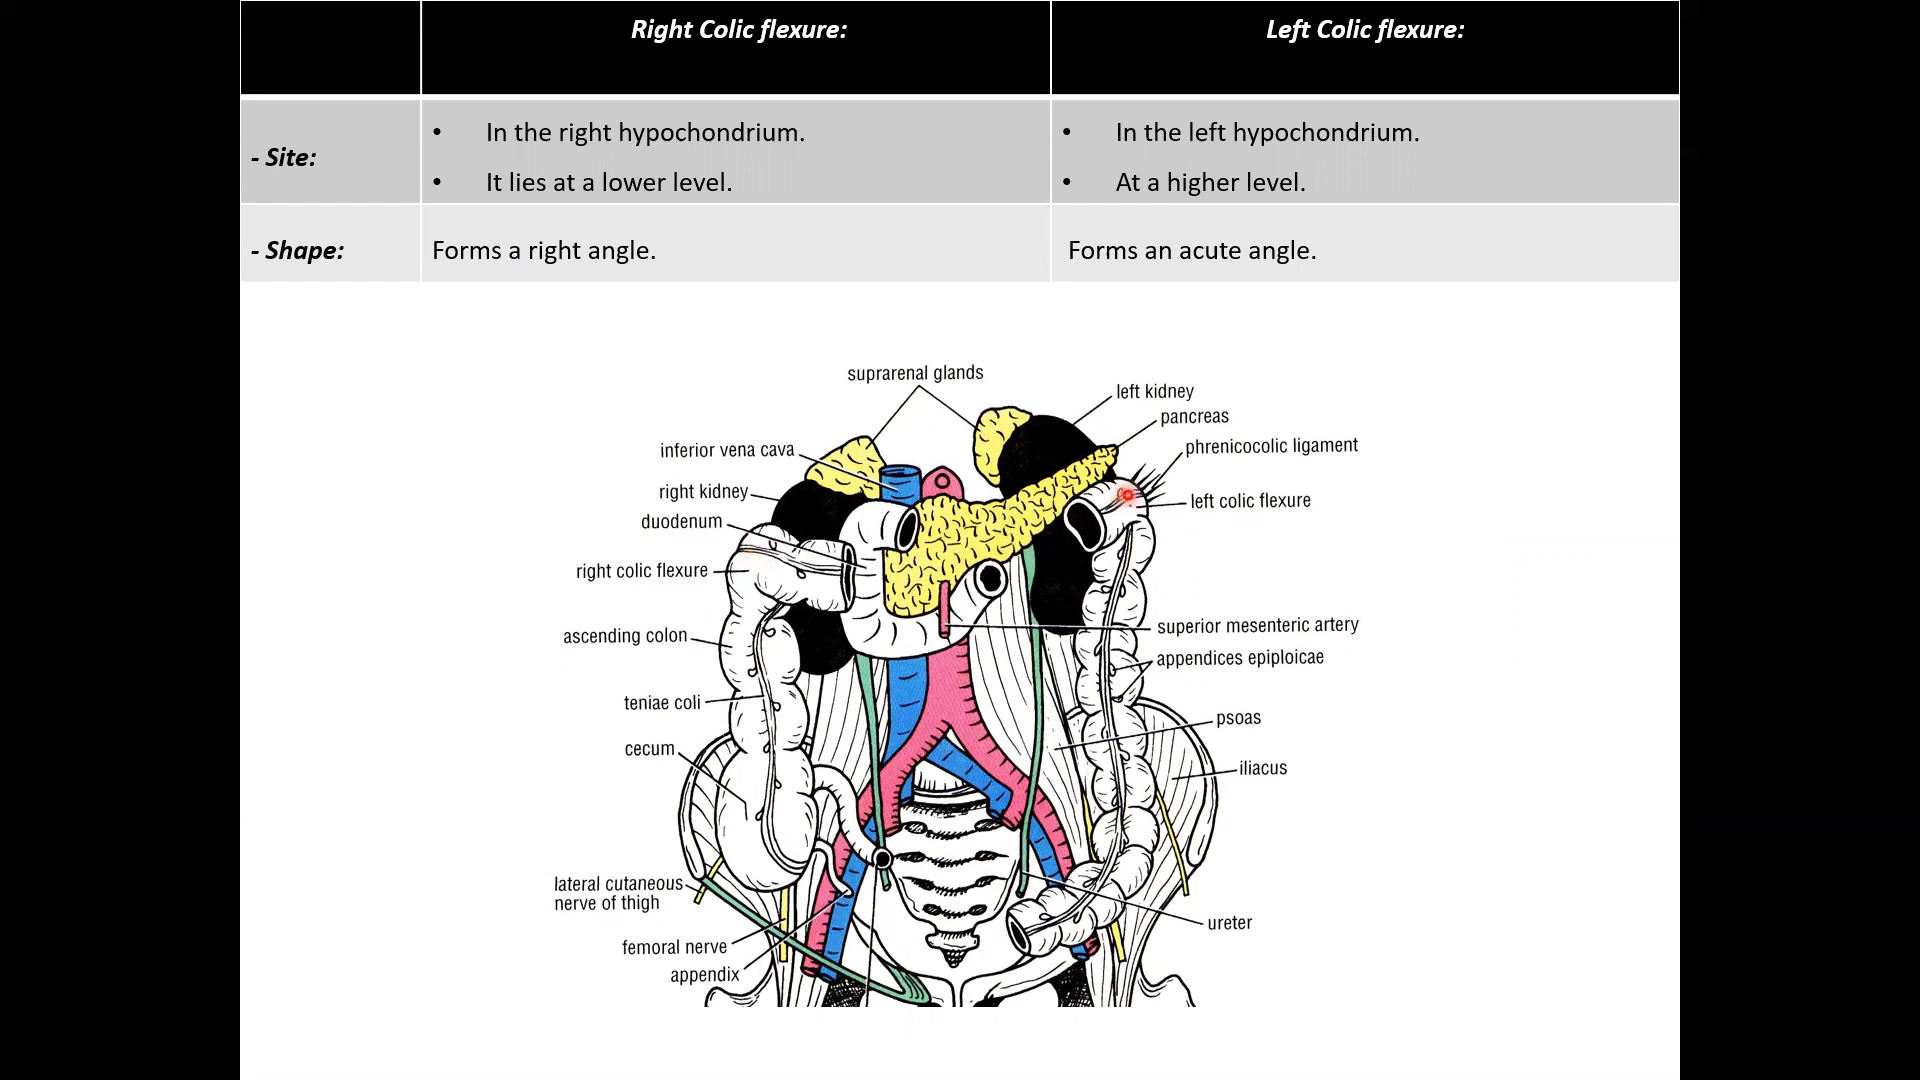 Right Colic flexure:
Left Colic flexure:
- Site:
• In the right hypochondrium.
• It lies at a lower level.
• In the left hypochondrium.
• At a higher level.
- Shape:
Forms a right angle.
Forms an acute angle.
suprarenal glands
left kidney
pancreas
phrenicocolic ligament
inferior vena cava
right kidney
left colic flexure
duodenum
right colic flexure
superior mesenteric artery
ascending colon
appendices epiploicae
teniae coli
psoas
cecum
iliacus
lateral cutaneous
nerve of thigh
ureter
femoral nerve
appendix